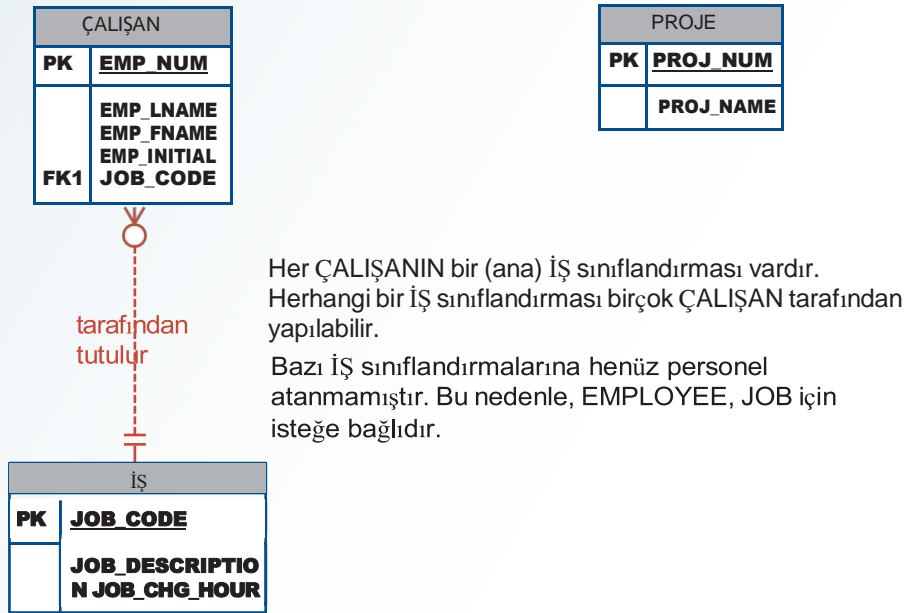 ÇALIŞAN
PK EMP_NUM
EMP_LNAME
EMP_FNAME
EMP_INITIAL
FK1 JOB_CODE
PROJE
PK PROJ_NUM
PROJ_NAME
Her ÇALIŞANIN bir (ana) İŞ sınıflandırması vardır.
Herhangi bir İŞ sınıflandırması birçok ÇALIŞAN tarafından
yapılabilir.
Bazı İŞ sınıflandırmalarına henüz personel
atanmamıştır. Bu nedenle, EMPLOYEE, JOB için
isteğe bağlıdır.
tarafından
tutulur
İŞ
PK JOB_CODE
JOB_DESCRIPTIO
N JOB_CHG_HOUR